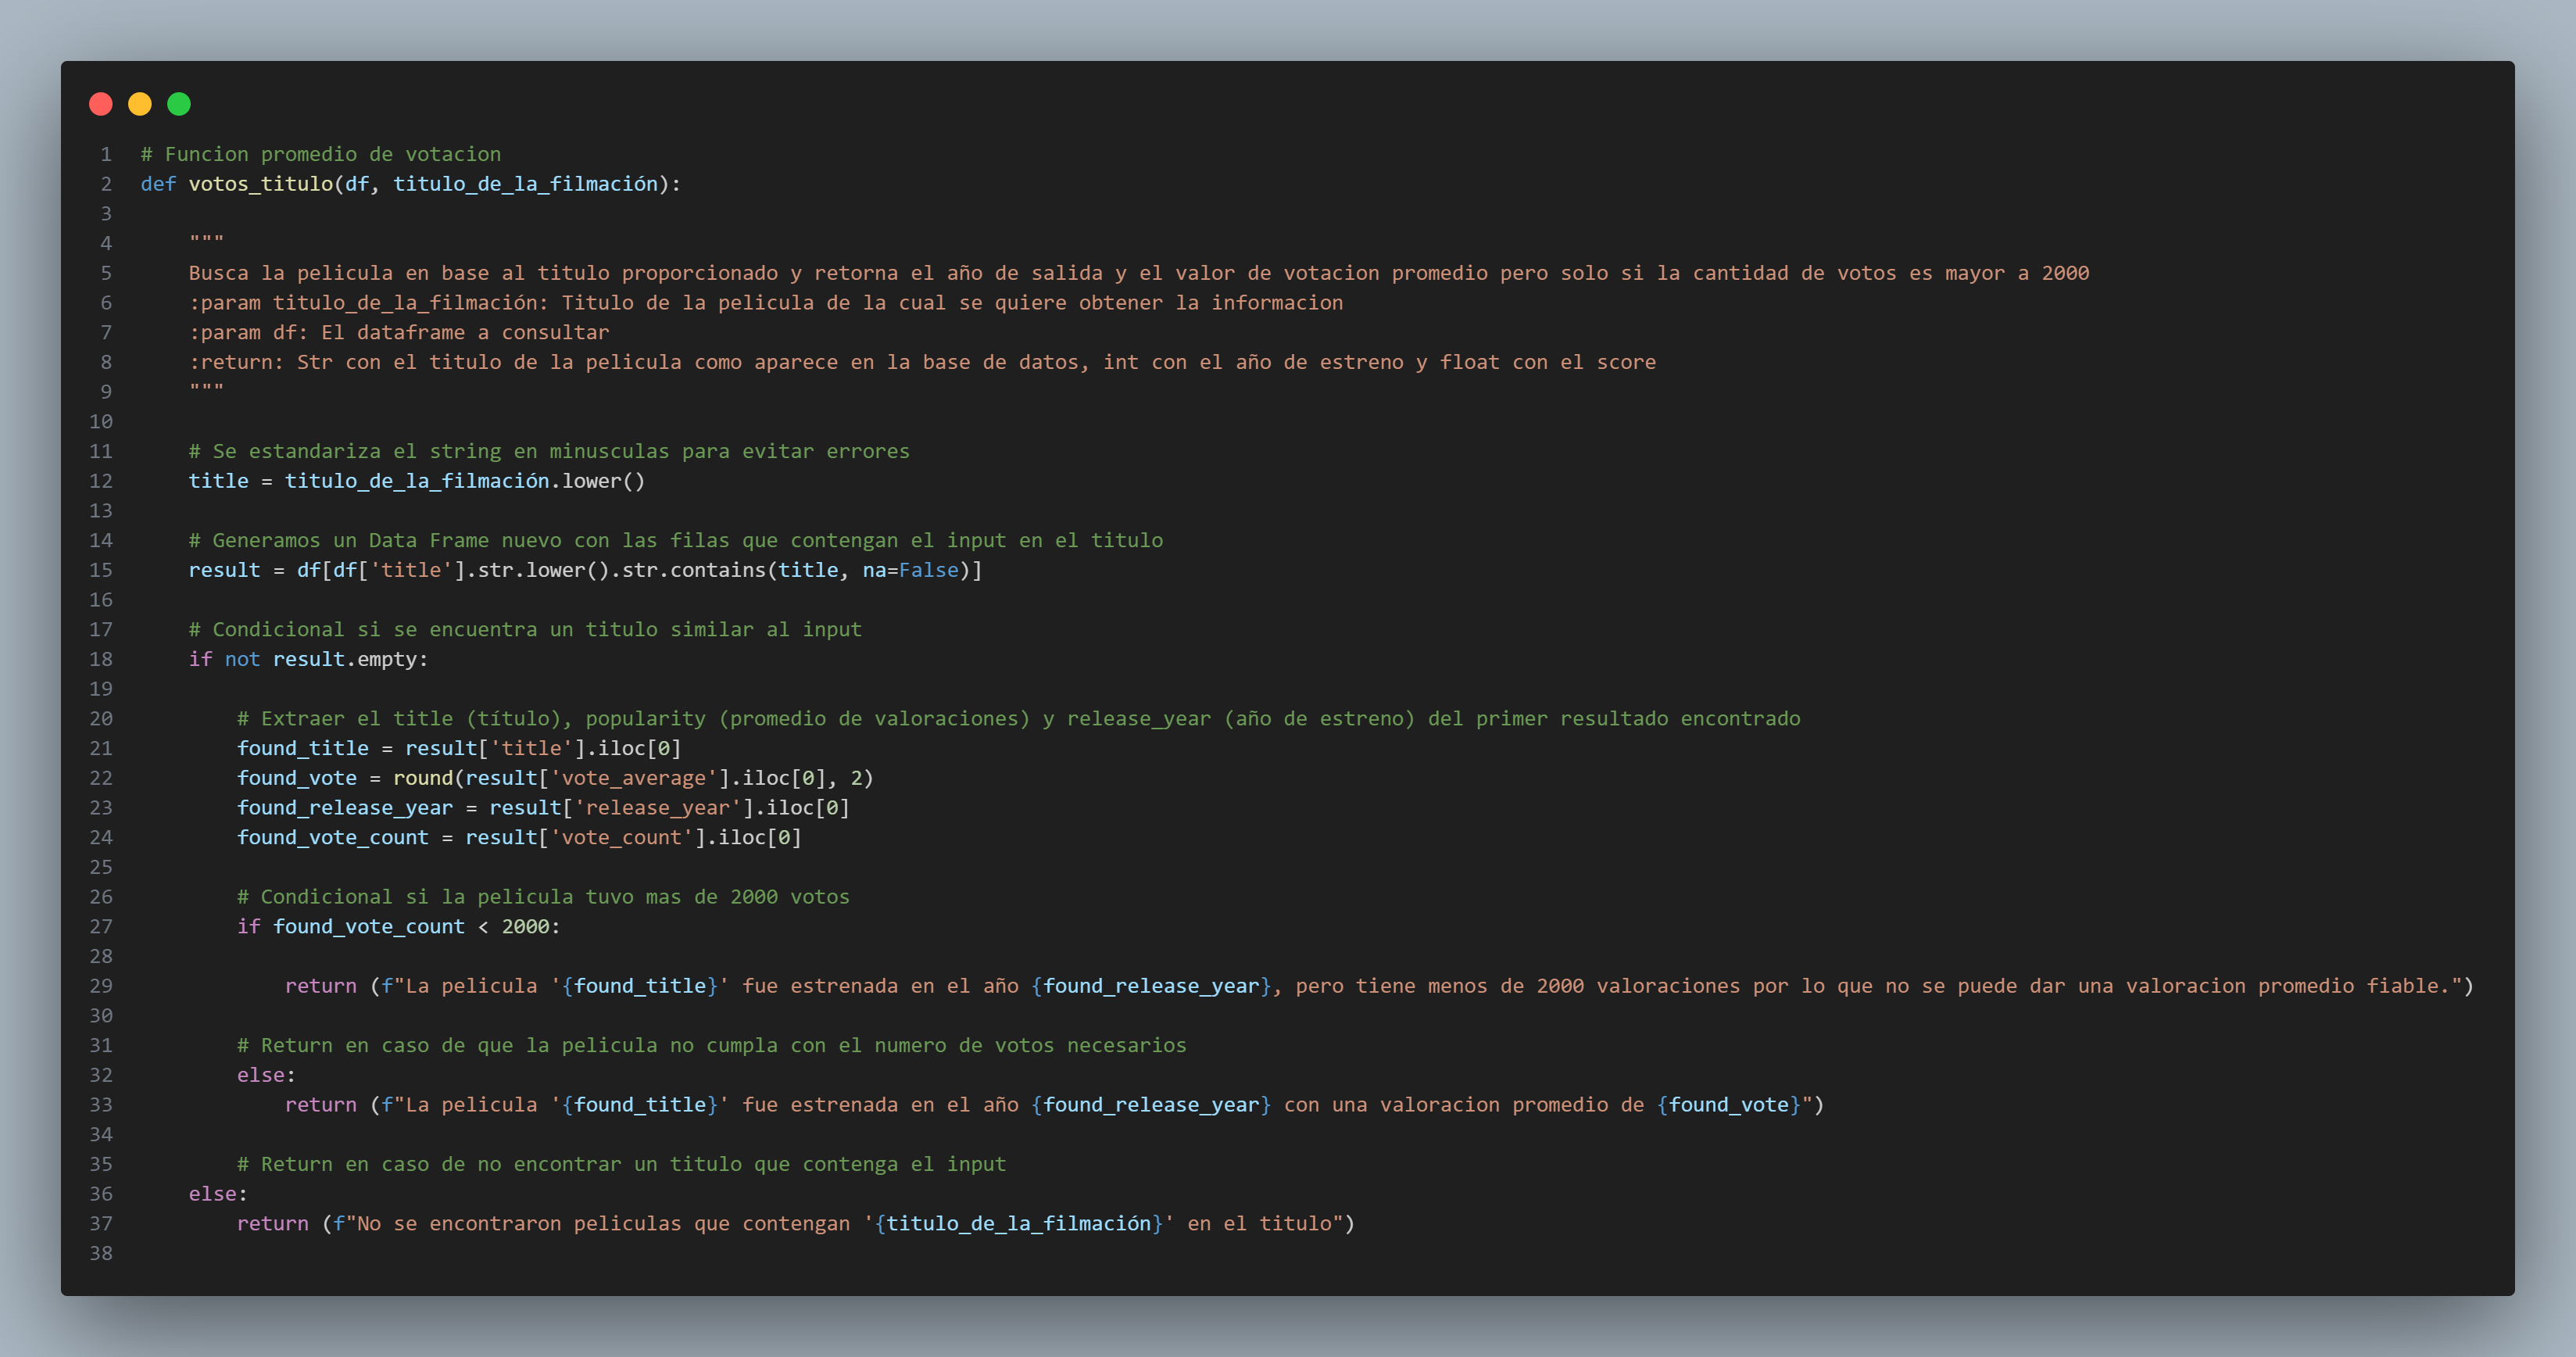 1 # Funcion promedio de votacion
2 def votos_titulo(df, titulo_de_la_filmación):
3
4     """
5     Busca la pelicula en base al titulo proporcionado y retorna el año de salida y el valor de votacion promedio pero solo si la cantidad de votos es mayor a 2000
6     :param titulo_de_la_filmación: Titulo de la pelicula de la cual se quiere obtener la informacion
7     :param df: El dataframe a consultar
8     :return: Str con el titulo de la pelicula como aparece en la base de datos, int con el año de estreno y float con el score
9     """
10
11     # Se estandariza el string en minusculas para evitar errores
12     title = titulo_de_la_filmación.lower()
13
14     # Generamos un Data Frame nuevo con las filas que contengan el input en el titulo
15     result = df[df['title'].str.lower().str.contains(title, na=False)]
16
17     # Condicional si se encuentra un titulo similar al input
18     if not result.empty:
19
20         # Extraer el title (título), popularity (promedio de valoraciones) y release_year (año de estreno) del primer resultado encontrado
21         found_title = result['title'].iloc[0]
22         found_vote = round(result['vote_average'].iloc[0], 2)
23         found_release_year = result['release_year'].iloc[0]
24         found_vote_count = result['vote_count'].iloc[0]
25
26         # Condicional si la pelicula tuvo mas de 2000 votos
27         if found_vote_count < 2000:
28
29             return (f"La pelicula '{found_title}' fue estrenada en el año {found_release_year}, pero tiene menos de 2000 valoraciones por lo que no se puede dar una valoracion promedio fiable.")
30
31         # Return en caso de que la pelicula no cumpla con el numero de votos necesarios
32         else:
33             return (f"La pelicula '{found_title}' fue estrenada en el año {found_release_year} con una valoracion promedio de {found_vote}")
34
35         # Return en caso de no encontrar un titulo que contenga el input
36     else:
37         return (f"No se encontraron peliculas que contengan '{titulo_de_la_filmación}' en el titulo")
38